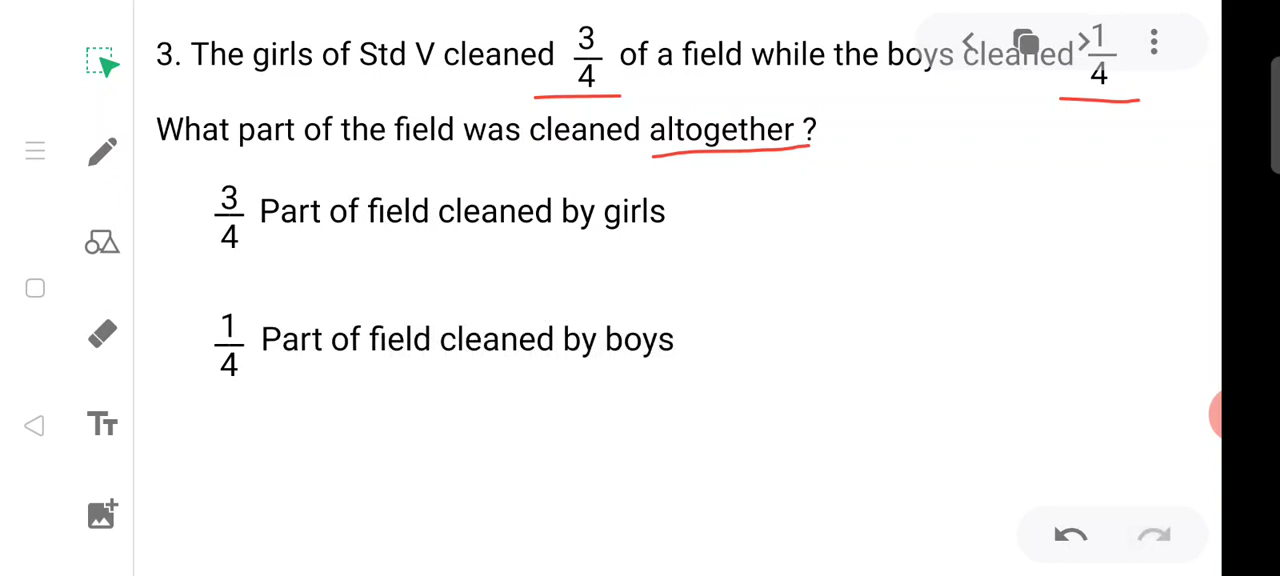 3. The girls of Std V cleaned 3/4 of a field while the boys cleaned 1/4
What part of the field was cleaned altogether ?
3/4 Part of field cleaned by girls
1/4 Part of field cleaned by boys
TT